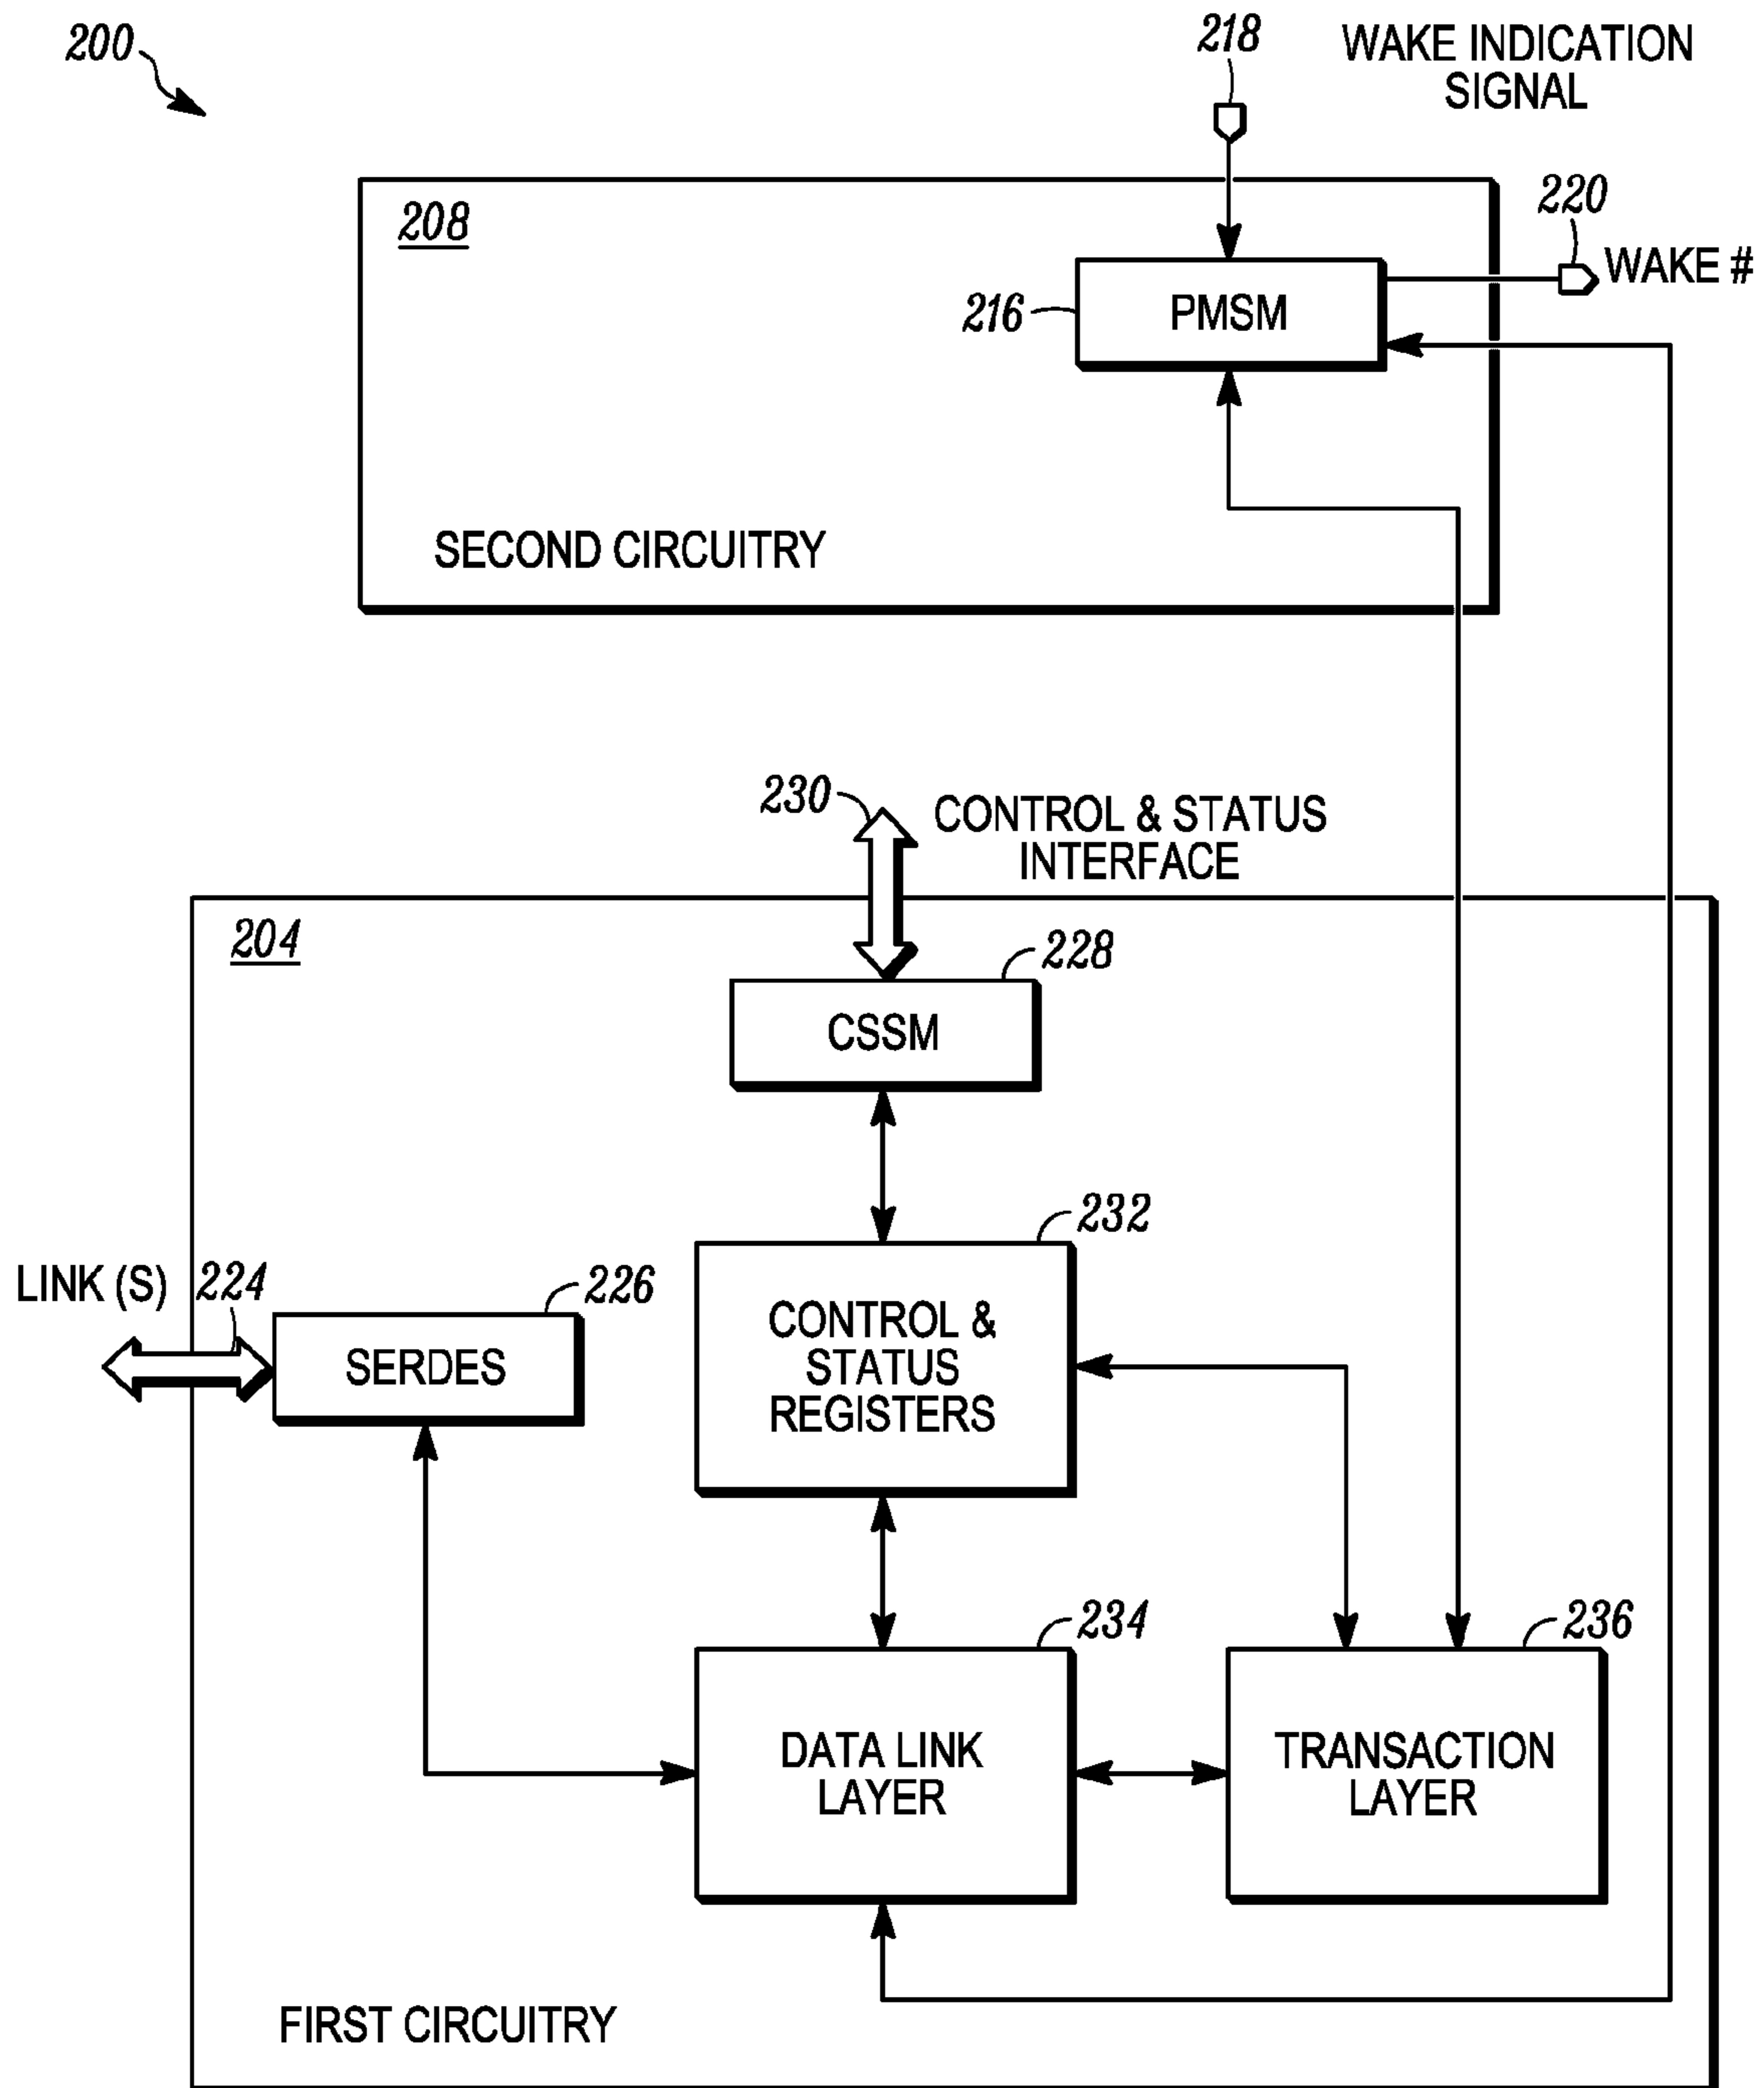 200
218
WAKE INDICATION
SIGNAL
208
220
WAKE #
216
PMSM
SECOND CIRCUITRY
230
CONTROL & STATUS
INTERFACE
204
228
CSSM
232
LINK (S)
224
226
SERDES
CONTROL &
STATUS
REGISTERS
234
236
DATA LINK
LAYER
TRANSACTION
LAYER
FIRST CIRCUITRY